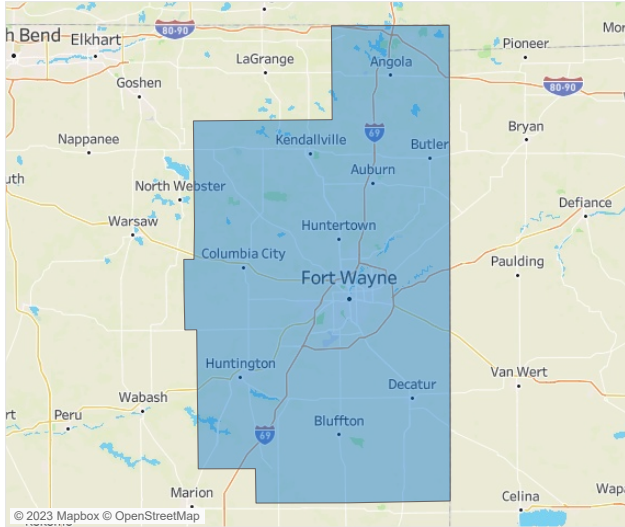 h Bend
Elkhart
80-90
Mor
Pioneer
LaGrange
Angola
Goshen
80-90
69
Bryan
Nappanee
Kendallville
Butler
Auburn
uth
North Webster
Defiance
Warsaw
Huntertown
Columbia City
Paulding
Fort Wayne
Huntington
Van Wert
Decatur
Wabash
rt
Peru
Bluffton
69
Marion
Celina
Wapa
© 2023 Mapbox © OpenStreetMap